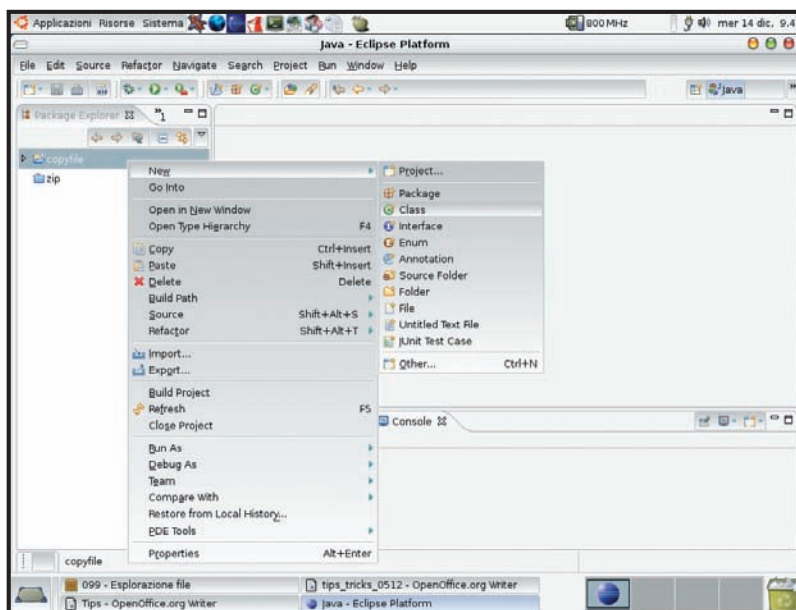 Applicazioni Risorse Sistema 800 MHz mer 14 dic, 9.4
Java - Eclipse Platform
File Edit Source Refactor Navigate Search Project Run Window Help
Java
Package Explorer 1
copyfile
zip
New
Go Into
Open in New Window
Open Type Hierarchy F4
Copy Ctrl+Insert
Paste Shift+Insert
Delete Delete
Build Path
Source Shift+Alt+S
Refactor Shift+Alt+T
Import...
Export...
Build Project
Refresh F5
Close Project
Run As
Debug As
Team
Compare With
Restore from Local History...
PDE Tools
Properties Alt+Enter
Project...
Package
Class
Interface
Enum
Annotation
Source Folder
Folder
File
Untitled Text File
JUnit Test Case
Other... Ctrl+N
Console
copyfile
099 - Esplorazione file
tips_tricks_0512 - OpenOffice.org Writer
Tips - OpenOffice.org Writer
Java - Eclipse Platform